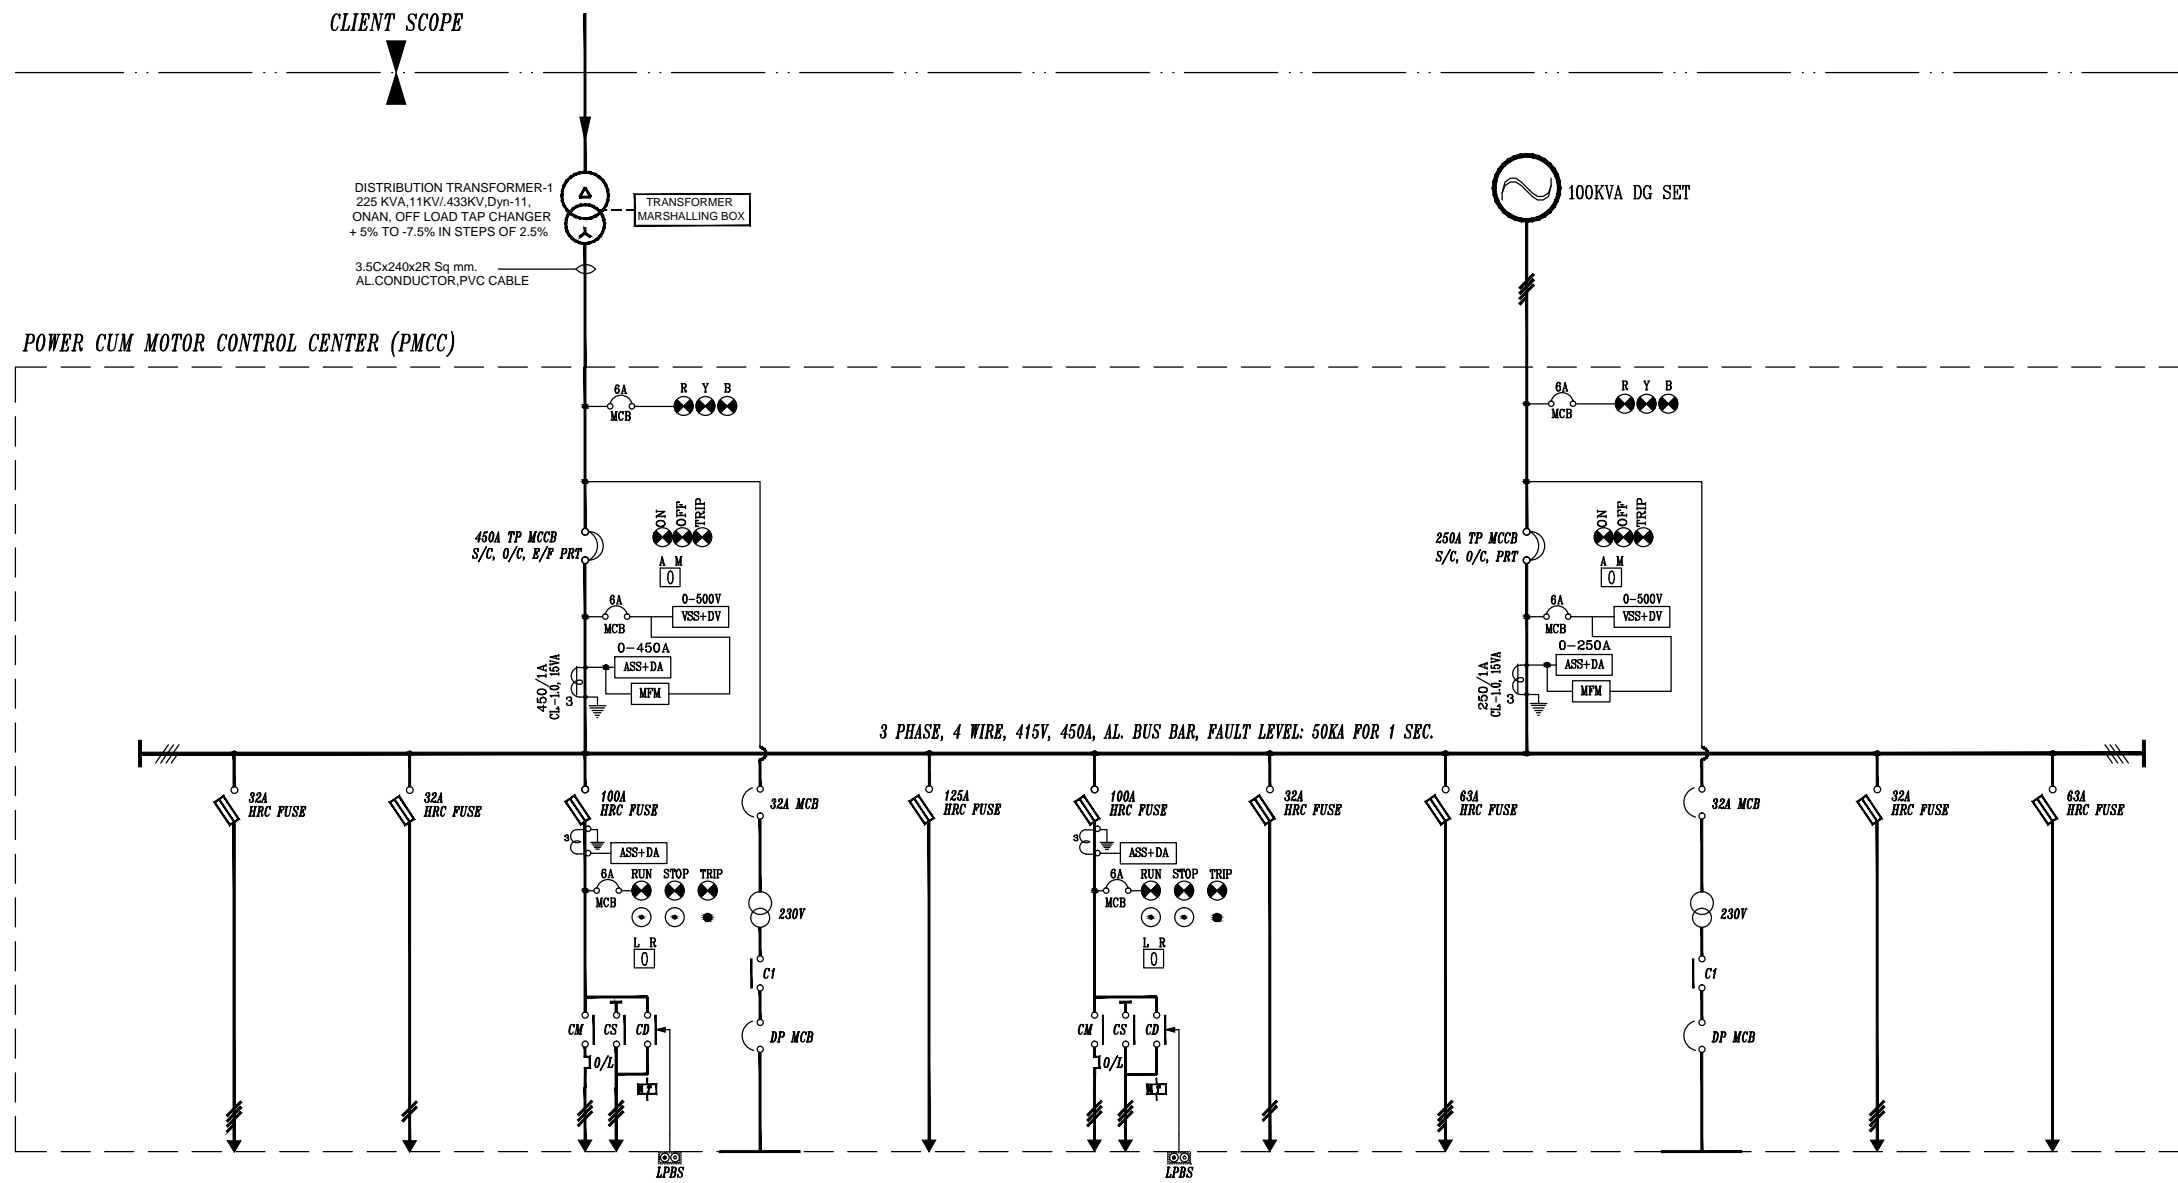 CLIENT SCOPE
DISTRIBUTION TRANSFORMER-1
225 KVA,11KV/.433KV,Dyn-11,
ONAN, OFF LOAD TAP CHANGER
+ 5% TO -7.5% IN STEPS OF 2.5%
TRANSFORMER
MARSHALLING BOX
100KVA DG SET
3.5Cx240x2R Sq mm.
AL.CONDUCTOR,PVC CABLE
POWER CUM MOTOR CONTROL CENTER (PMCC)
6A
MCB
R Y B
6A
MCB
R Y B
450A TP MCCB
S/C, O/C, E/F PRT
ON
OFF
TRIP
A M
0
6A
MCB
0-500V
VSS+DV
0-450A
ASS+DA
MFM
450/1A
CL-1.0, 15VA
3
250A TP MCCB
S/C, O/C, PRT
ON
OFF
TRIP
A M
0
6A
MCB
0-500V
VSS+DV
0-250A
ASS+DA
MFM
250/1A
CL-1.0, 15VA
3
3 PHASE, 4 WIRE, 415V, 450A, AL. BUS BAR, FAULT LEVEL: 50KA FOR 1 SEC.
32A
HRC FUSE
32A
HRC FUSE
100A
HRC FUSE
3
ASS+DA
6A
MCB
RUN STOP TRIP
L R
0
CM CS CD
O/L
LPBS
32A MCB
230V
C1
DP MCB
125A
HRC FUSE
100A
HRC FUSE
3
ASS+DA
6A
MCB
RUN STOP TRIP
L R
0
CM CS CD
O/L
LPBS
32A
HRC FUSE
63A
HRC FUSE
32A MCB
230V
C1
DP MCB
32A
HRC FUSE
63A
HRC FUSE